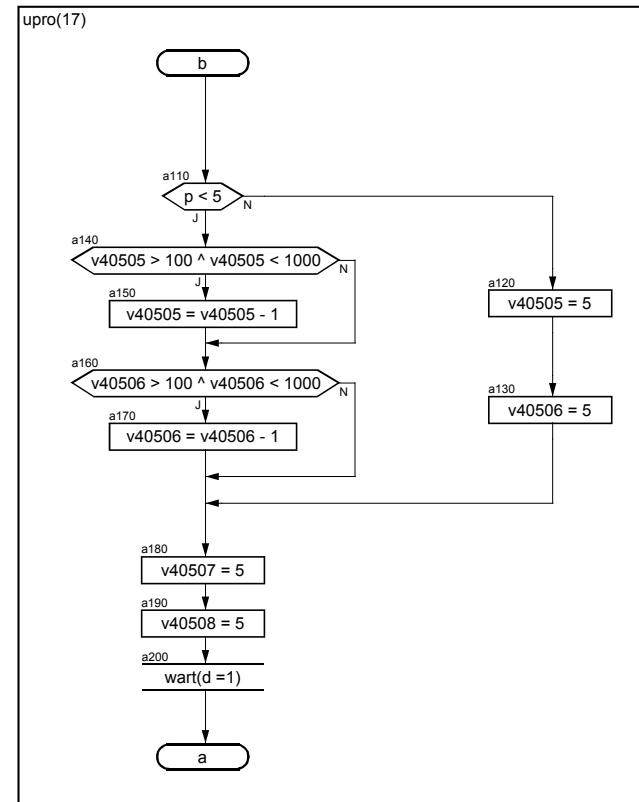 upro(17)
b
a110
p < 5
N
J
a140
v40505 > 100 ^ v40505 < 1000
N
J
a150
v40505 = v40505 - 1
a120
v40505 = 5
a160
v40506 > 100 ^ v40506 < 1000
N
J
a170
v40506 = v40506 - 1
a130
v40506 = 5
a180
v40507 = 5
a190
v40508 = 5
a200
wart(d =1)
a